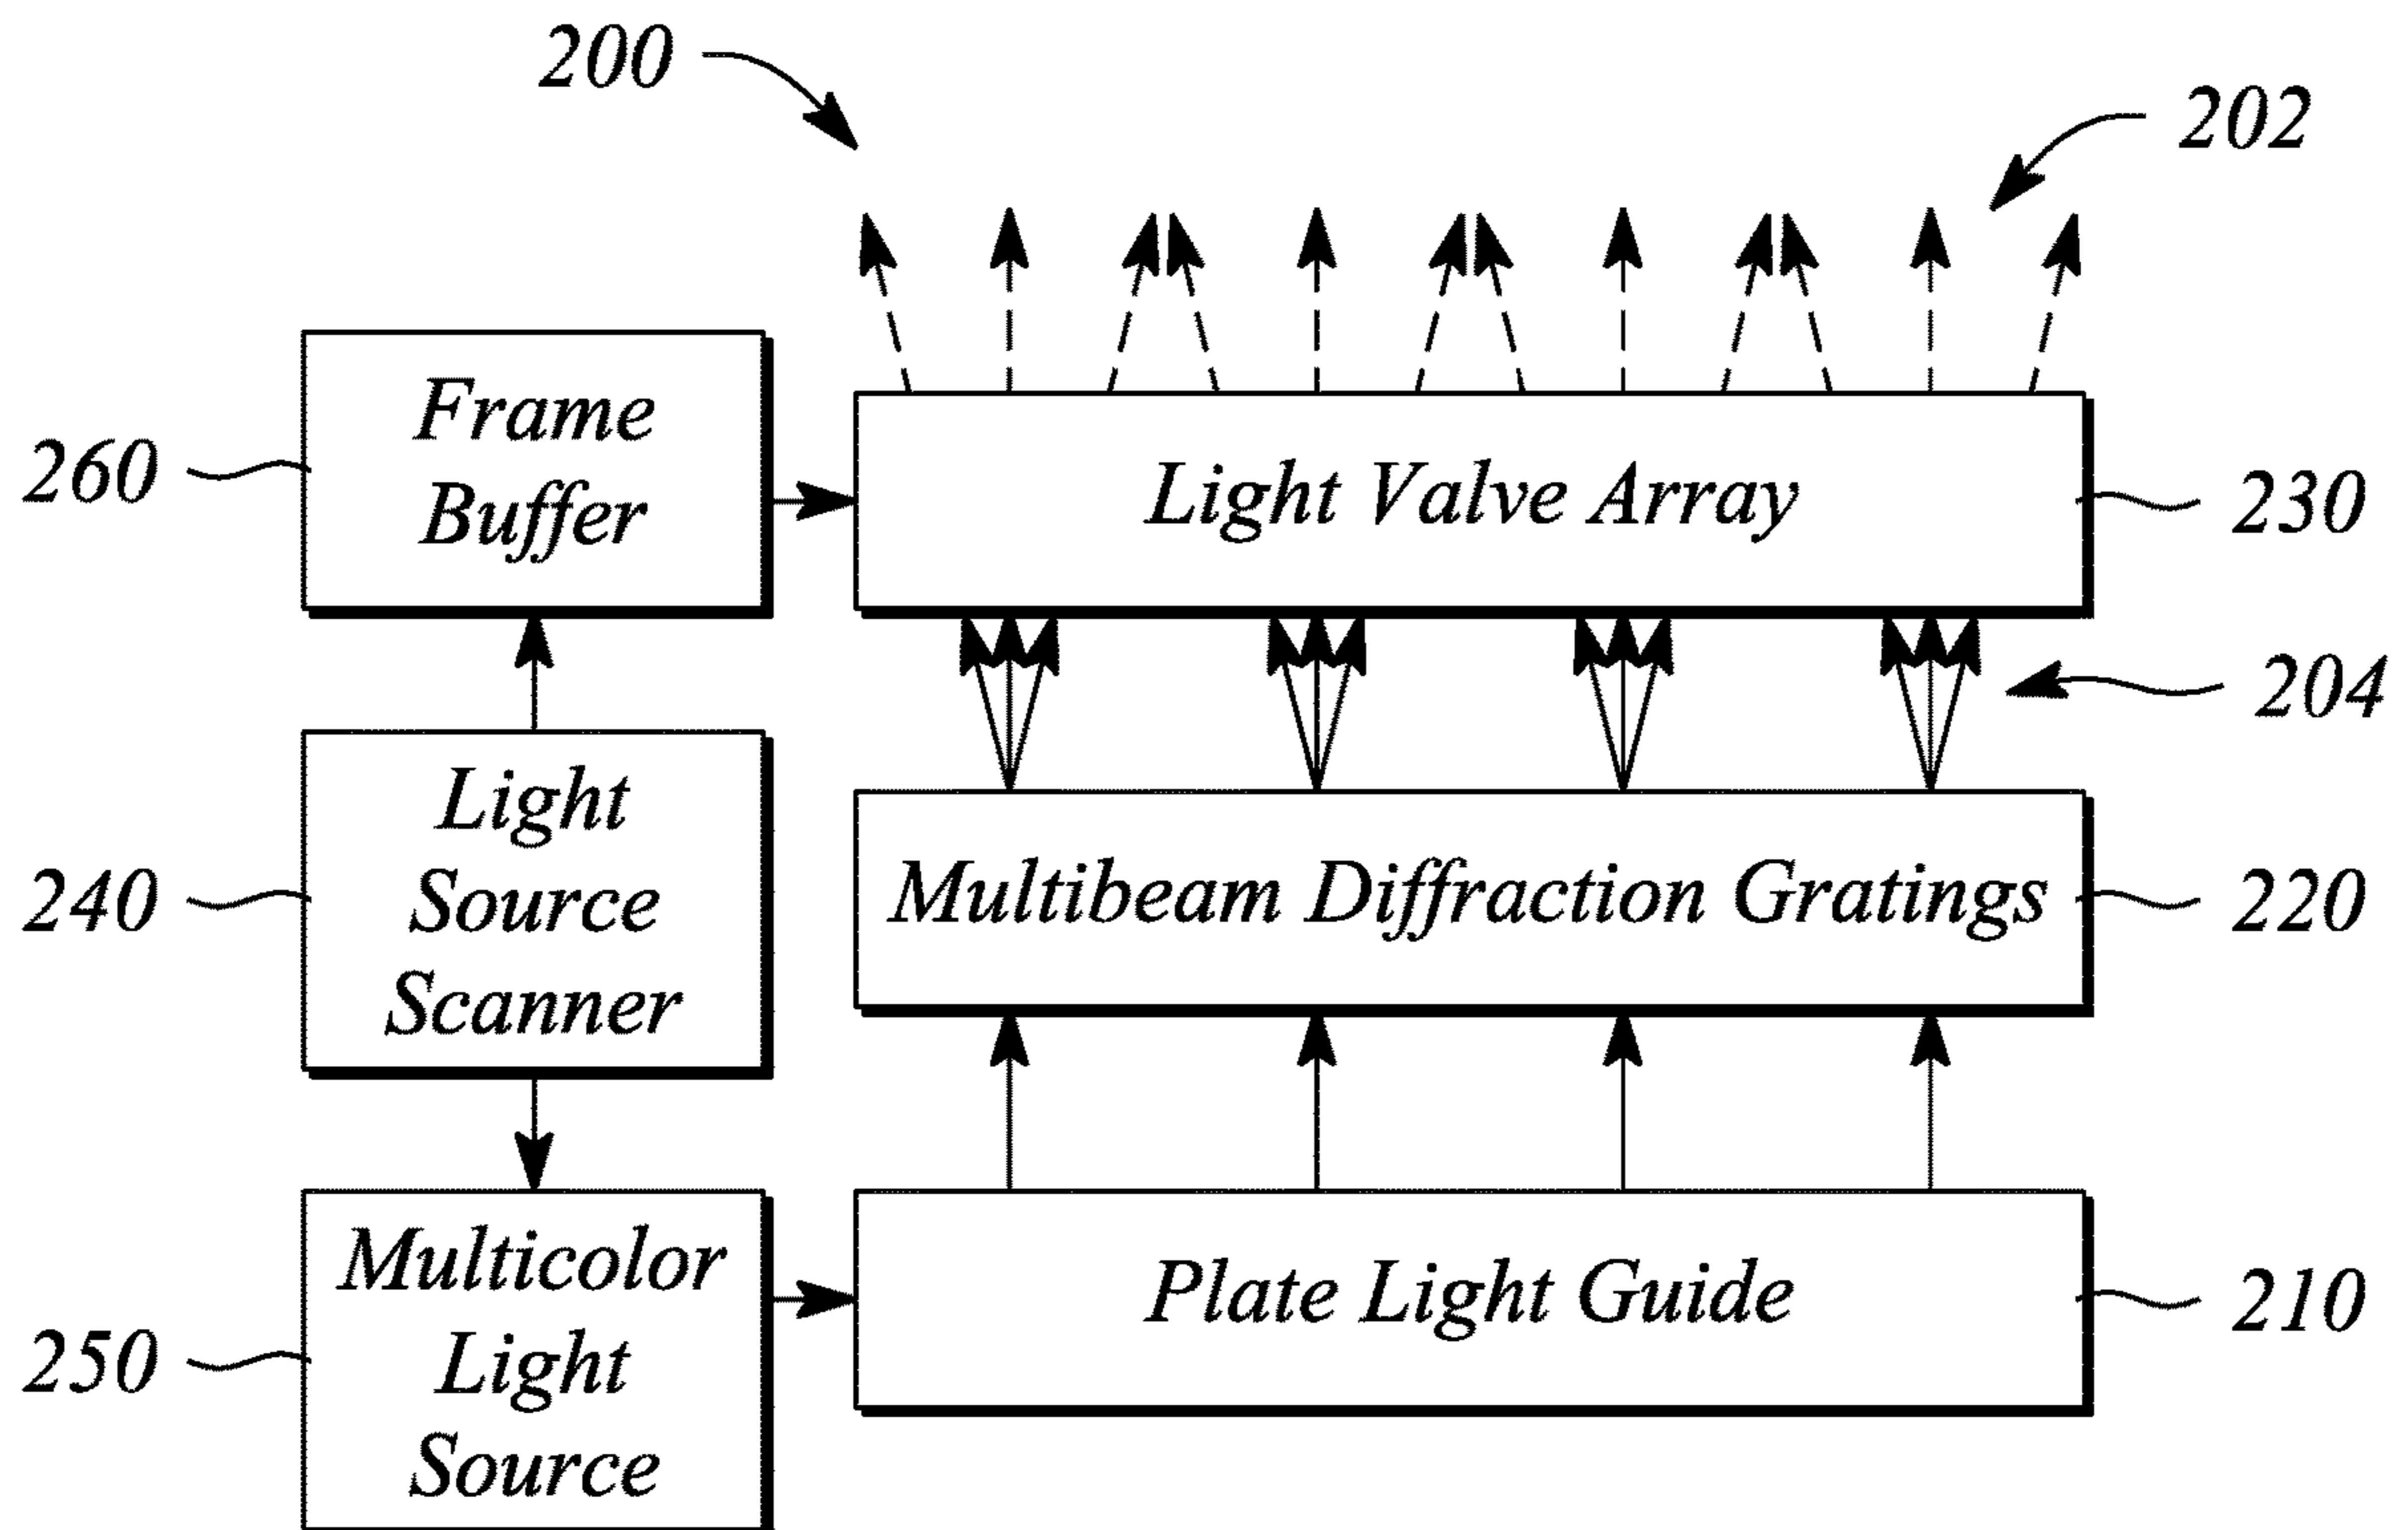 200
202
Frame
Buffer
260
Light Valve Array
230
204
Light
Source
Scanner
240
Multibeam Diffraction Gratings
220
Multicolor
Light
Source
250
Plate Light Guide
210